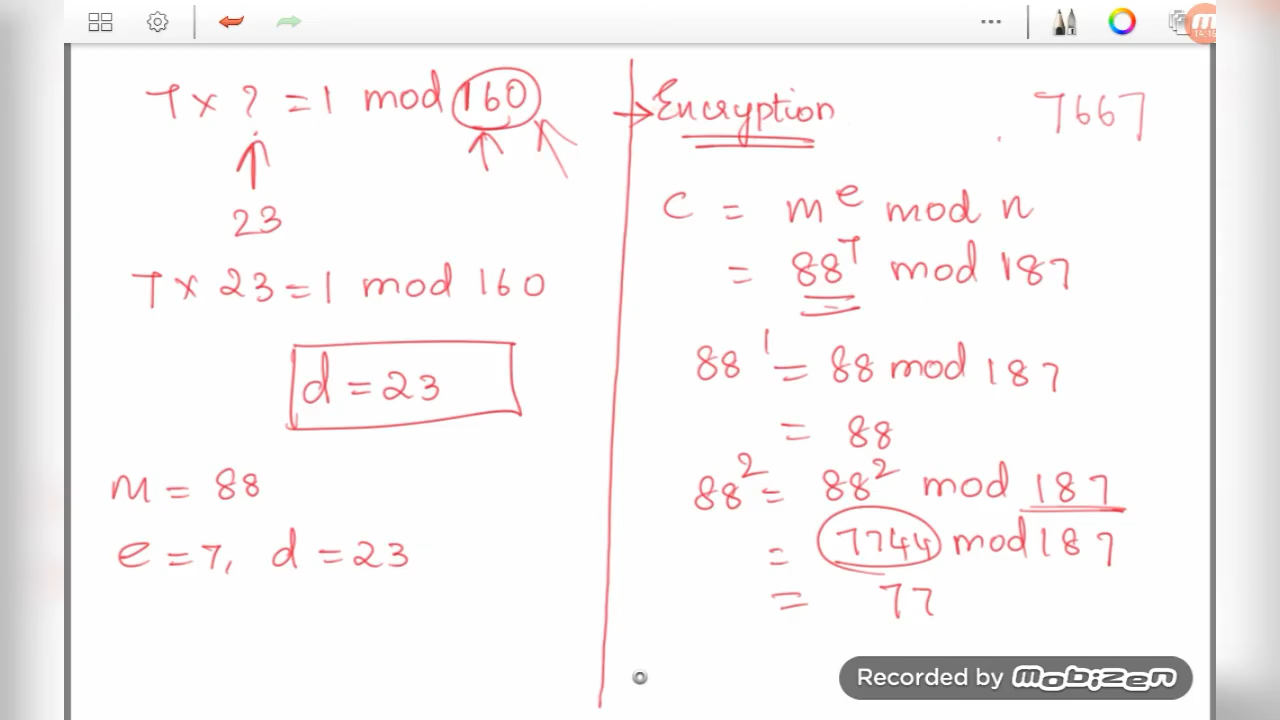 14:16
7 x ? = 1 mod 160
23
7 x 23 = 1 mod 160
d = 23
m = 88
e = 7, d = 23
Encryption
7667
C = m^e mod n
= 88^7 mod 187
88^1 = 88 mod 187
= 88
88^2 = 88^2 mod 187
= 7744 mod 187
= 77
Recorded by mobizen